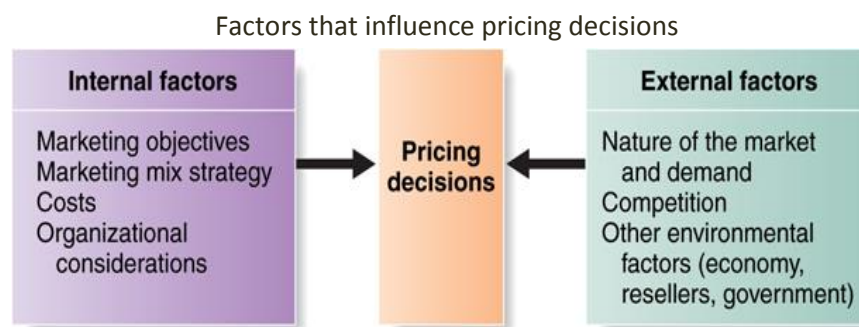 Factors that influence pricing decisions
Internal factors
Marketing objectives
Marketing mix strategy
Costs
Organizational
considerations
Pricing
decisions
External factors
Nature of the market
and demand
Competition
Other environmental
factors (economy,
resellers, government)